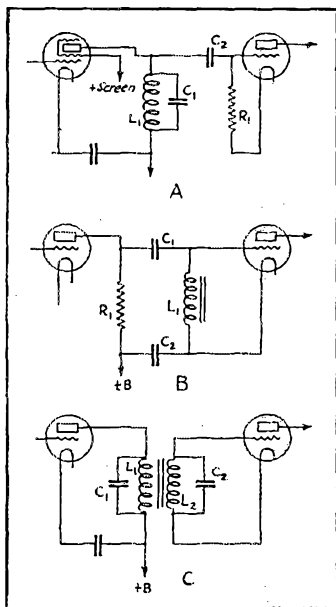 C₂
+Screen
L₁
C₁
R₁
A
C₁
R₁
L₁
C₂
+B
B
L₁
C₁
L₂
C₂
+B
C.